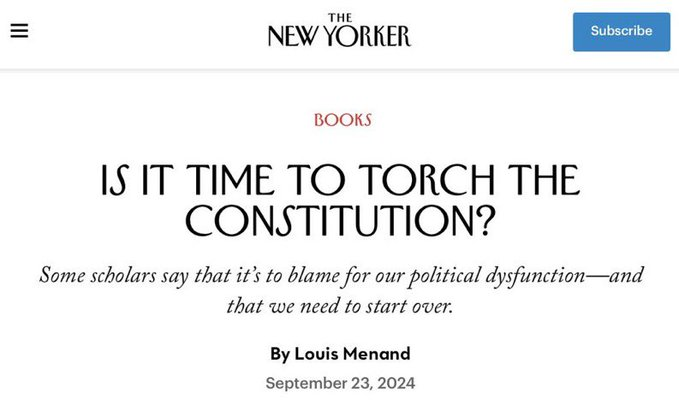 THE
NEW YORKER
Subscribe
BOOKS
IS IT TIME TO TORCH THE
CONSTITUTION?
Some scholars say that it's to blame for our political dysfunction—and
that we need to start over.
By Louis Menand
September 23, 2024